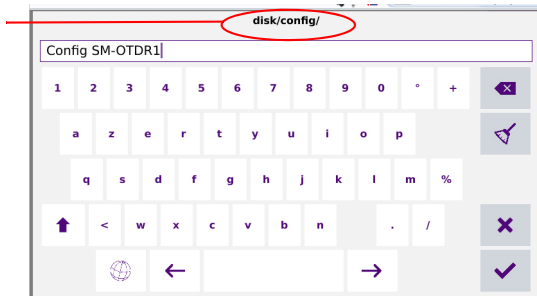 disk/config/
Config SM-OTDR1
1 2 3 4 5 6 7 8 9 0 ° +
a z e r t y u i o p
q s d f g h j k l m %
< w x c v b n . /